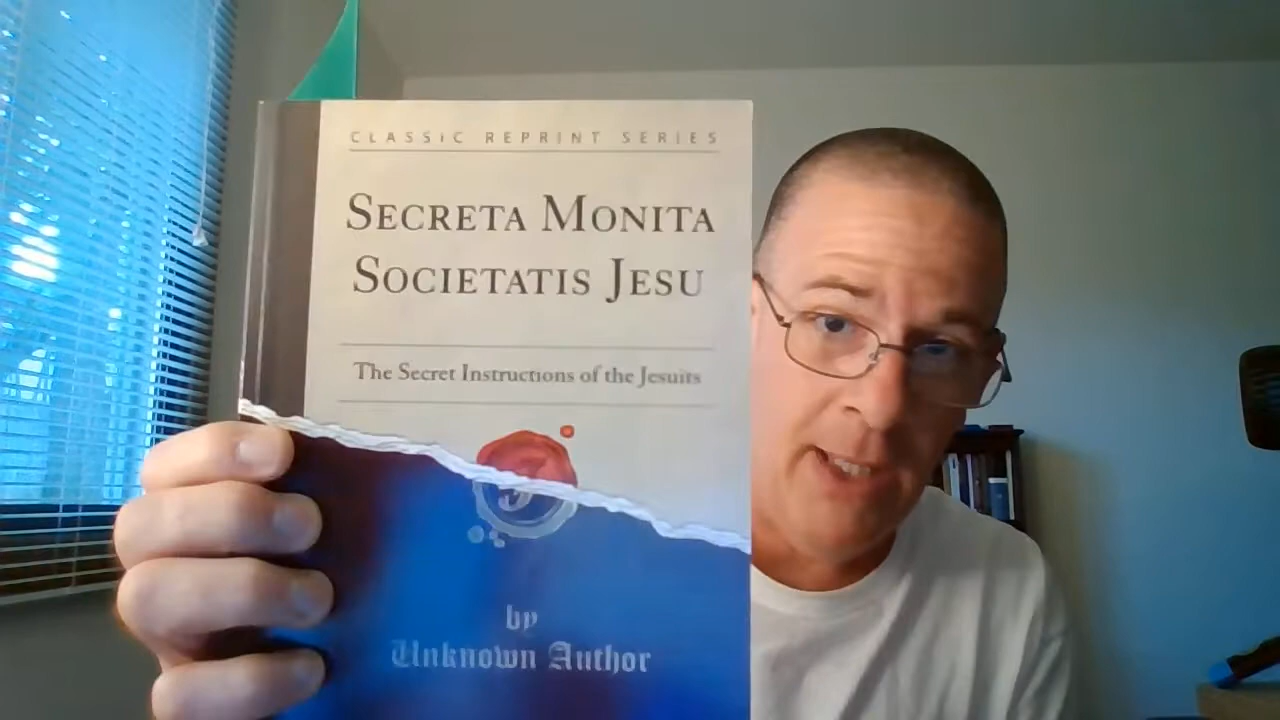 CLASSIC REPRINT SERIES
SECRETA MONITA
SOCIETATIS JESU
The Secret Instructions of the Jesuits
by
Unknown Author